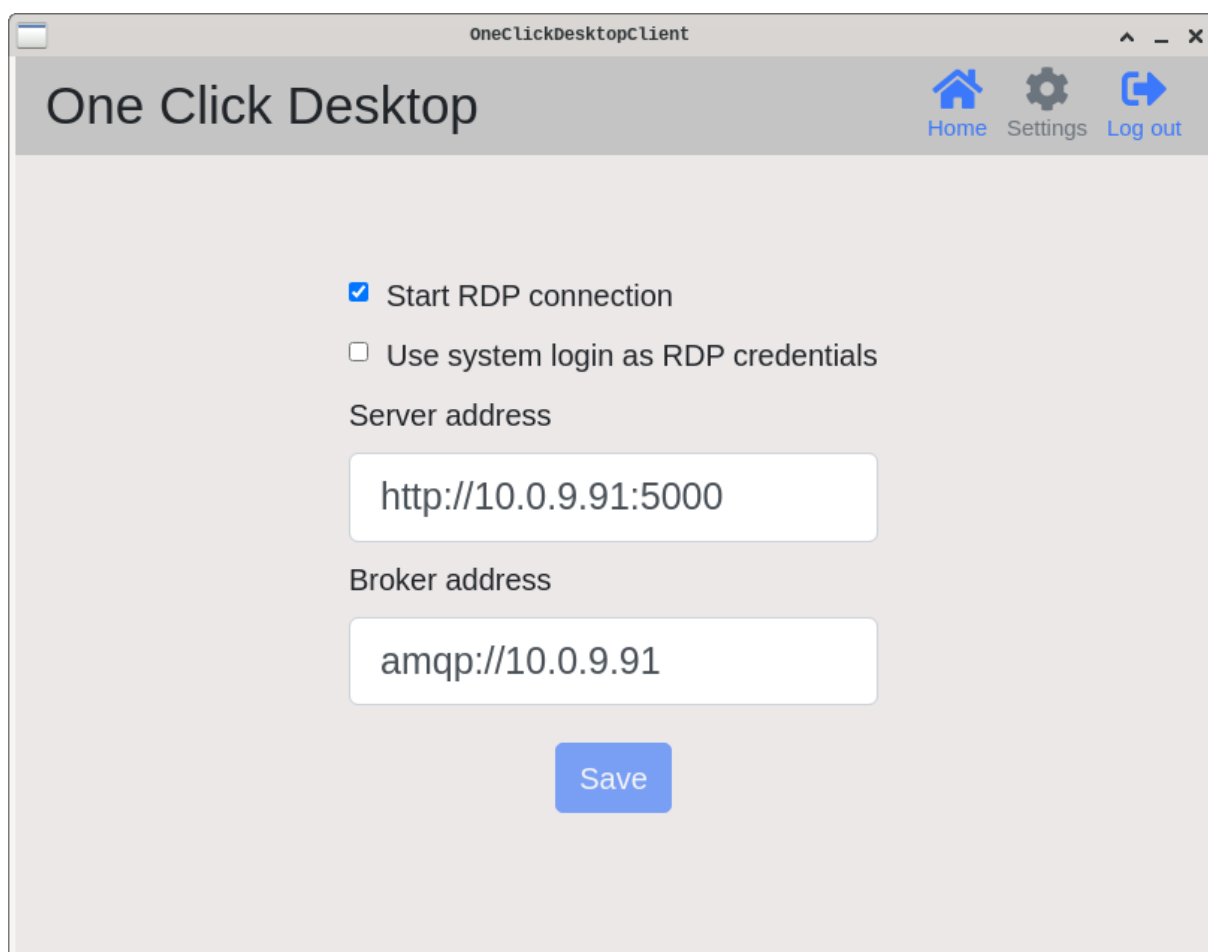 OneClickDesktopClient
One Click Desktop
Home Settings Log out
Start RDP connection
Use system login as RDP credentials
Server address
http://10.0.9.91:5000
Broker address
amqp://10.0.9.91
Save